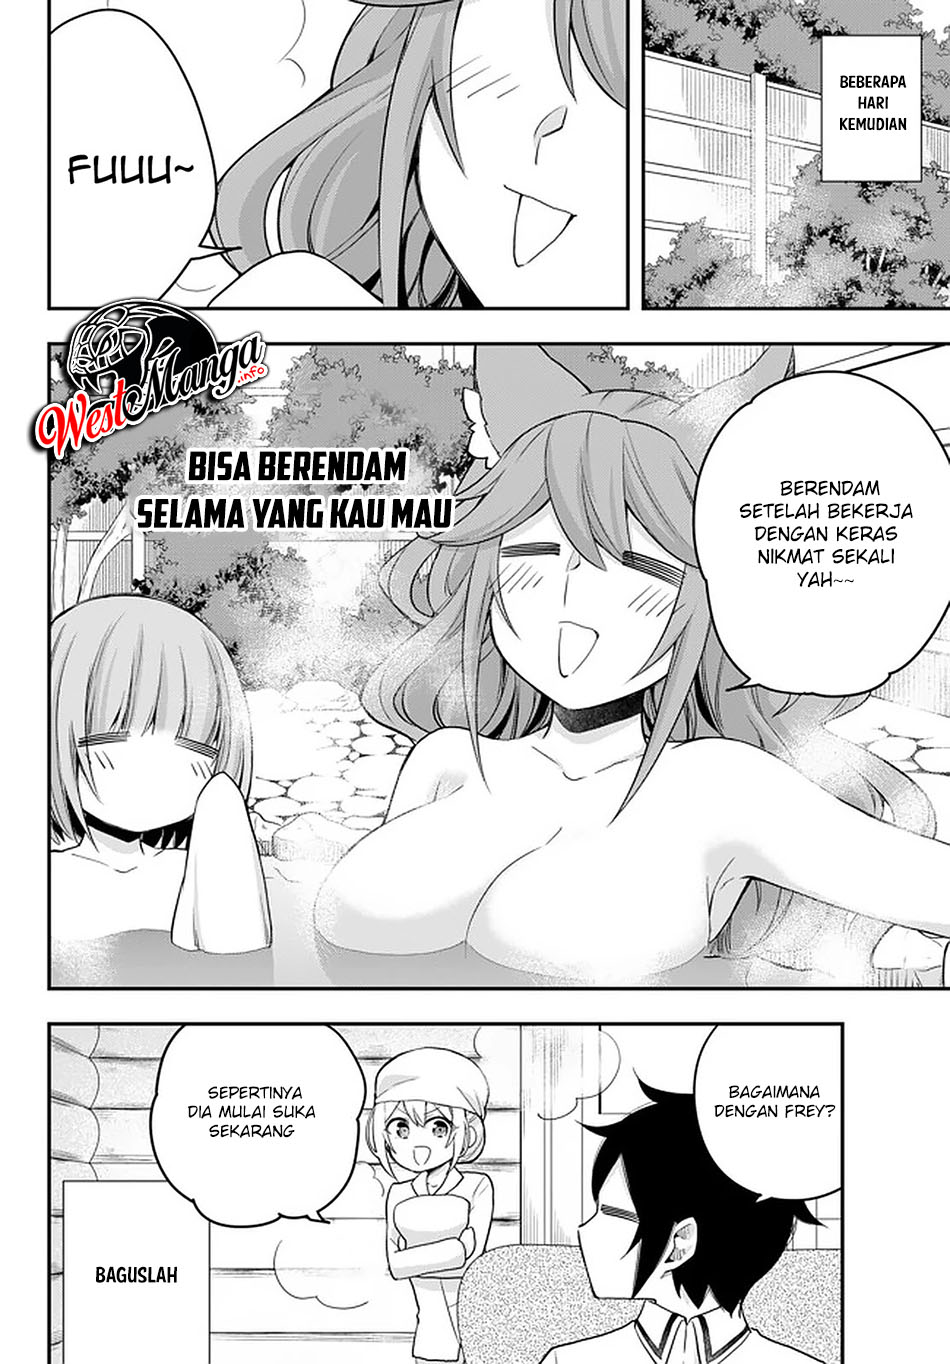 BEBERAPA
HARI
KEMUDIAN
FUUU~
WestManga
.info
BERENDAM
SETELAH BEKERJA
DENGAN KERAS
NIKMAT SEKALI
YAH~~
BISA BERENDAM
SELAMA YANG KAU MAU
BAGAIMANA
DENGAN FREY?
SEPERTINYA
DIA MULAI SUKA
SEKARANG
BAGUSLAH